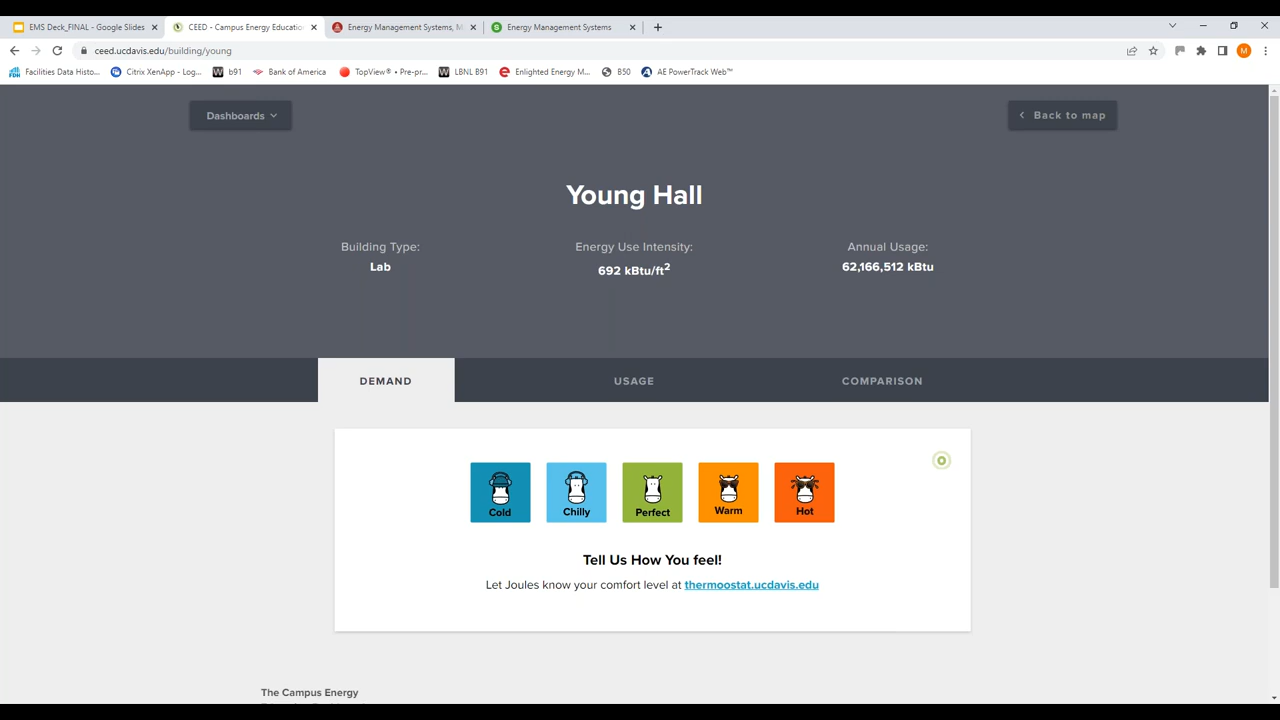 EMS Deck_FINAL - Google Slides
CEED - Campus Energy Educatio
Energy Management Systems, M
Energy Management Systems
ceed.ucdavis.edu/building/young
M
Facilities Data Histo...
Citrix XenApp - Log...
b91
Bank of America
TopView® • Pre-pr...
LBNL B91
Enlighted Energy M...
B50
AE PowerTrack Web™
Dashboards
Back to map
Young Hall
Building Type:
Energy Use Intensity:
Annual Usage:
Lab
692 kBtu/ft²
62,166,512 kBtu
DEMAND
USAGE
COMPARISON
Cold
Chilly
Perfect
Warm
Hot
Tell Us How You feel!
Let Joules know your comfort level at thermoostat.ucdavis.edu
The Campus Energy